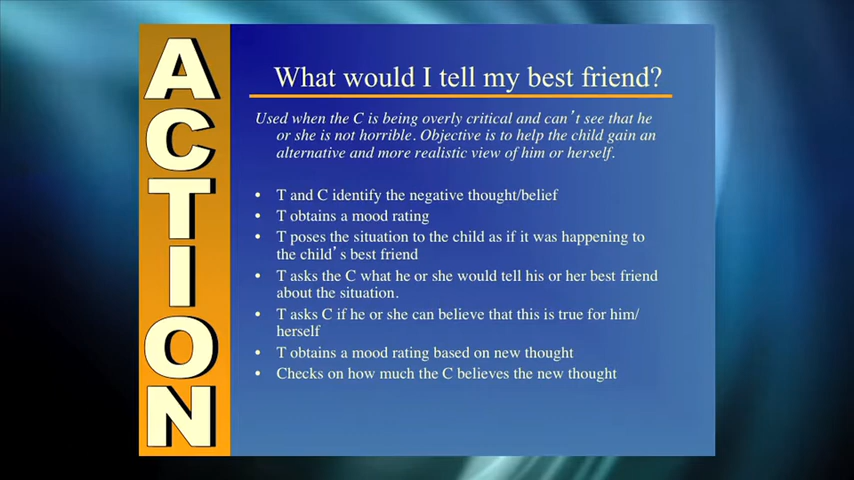 ACTION
What would I tell my best friend?
Used when the C is being overly critical and can’t see that he
or she is not horrible. Objective is to help the child gain an
alternative and more realistic view of him or herself.
• T and C identify the negative thought/belief
• T obtains a mood rating
• T poses the situation to the child as if it was happening to
the child’s best friend
• T asks the C what he or she would tell his or her best friend
about the situation.
• T asks C if he or she can believe that this is true for him/
herself
• T obtains a mood rating based on new thought
• Checks on how much the C believes the new thought